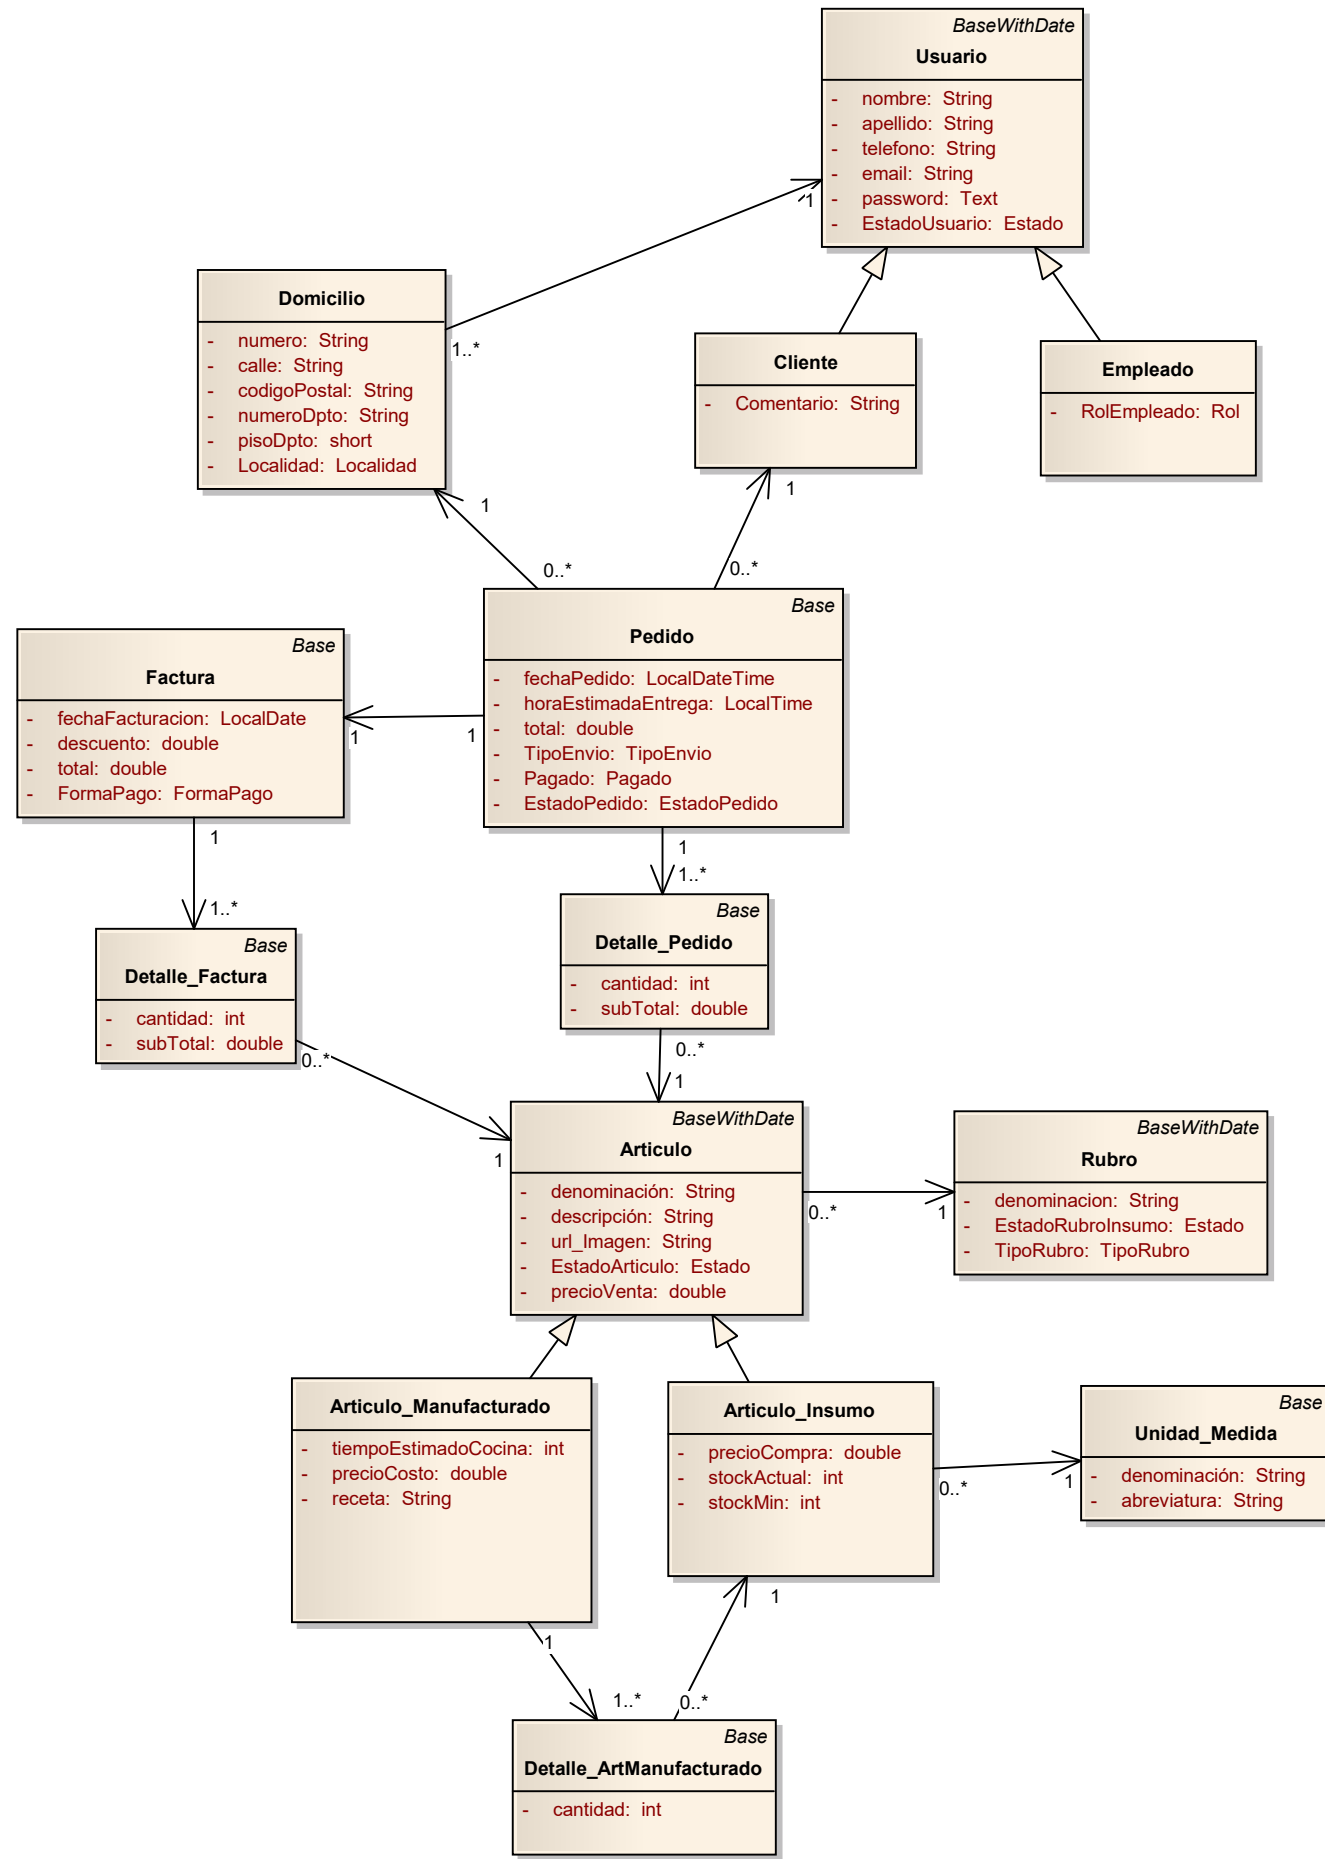 BaseWithDate
Usuario
- nombre: String
- apellido: String
- telefono: String
- email: String
- password: Text
- EstadoUsuario: Estado
1
1..*
Domicilio
- numero: String
- calle: String
- codigoPostal: String
- numeroDpto: String
- pisoDpto: short
- Localidad: Localidad
Cliente
- Comentario: String
Empleado
- RolEmpleado: Rol
1
1
0..*
0..*
Base
Pedido
- fechaPedido: LocalDateTime
- horaEstimadaEntrega: LocalTime
- total: double
- TipoEnvio: TipoEnvio
- Pagado: Pagado
- EstadoPedido: EstadoPedido
Base
Factura
- fechaFacturacion: LocalDate
- descuento: double
- total: double
- FormaPago: FormaPago
1
1
1
1..*
1
1..*
Base
Detalle_Factura
- cantidad: int
- subTotal: double
Base
Detalle_Pedido
- cantidad: int
- subTotal: double
0..*
1
0..*
1
BaseWithDate
Articulo
- denominación: String
- descripción: String
- url_Imagen: String
- EstadoArticulo: Estado
- precioVenta: double
0..*
1
BaseWithDate
Rubro
- denominacion: String
- EstadoRubroInsumo: Estado
- TipoRubro: TipoRubro
Articulo_Manufacturado
- tiempoEstimadoCocina: int
- precioCosto: double
- receta: String
Articulo_Insumo
- precioCompra: double
- stockActual: int
- stockMin: int
0..*
1
Base
Unidad_Medida
- denominación: String
- abreviatura: String
1
1..*
0..*
1
Base
Detalle_ArtManufacturado
- cantidad: int